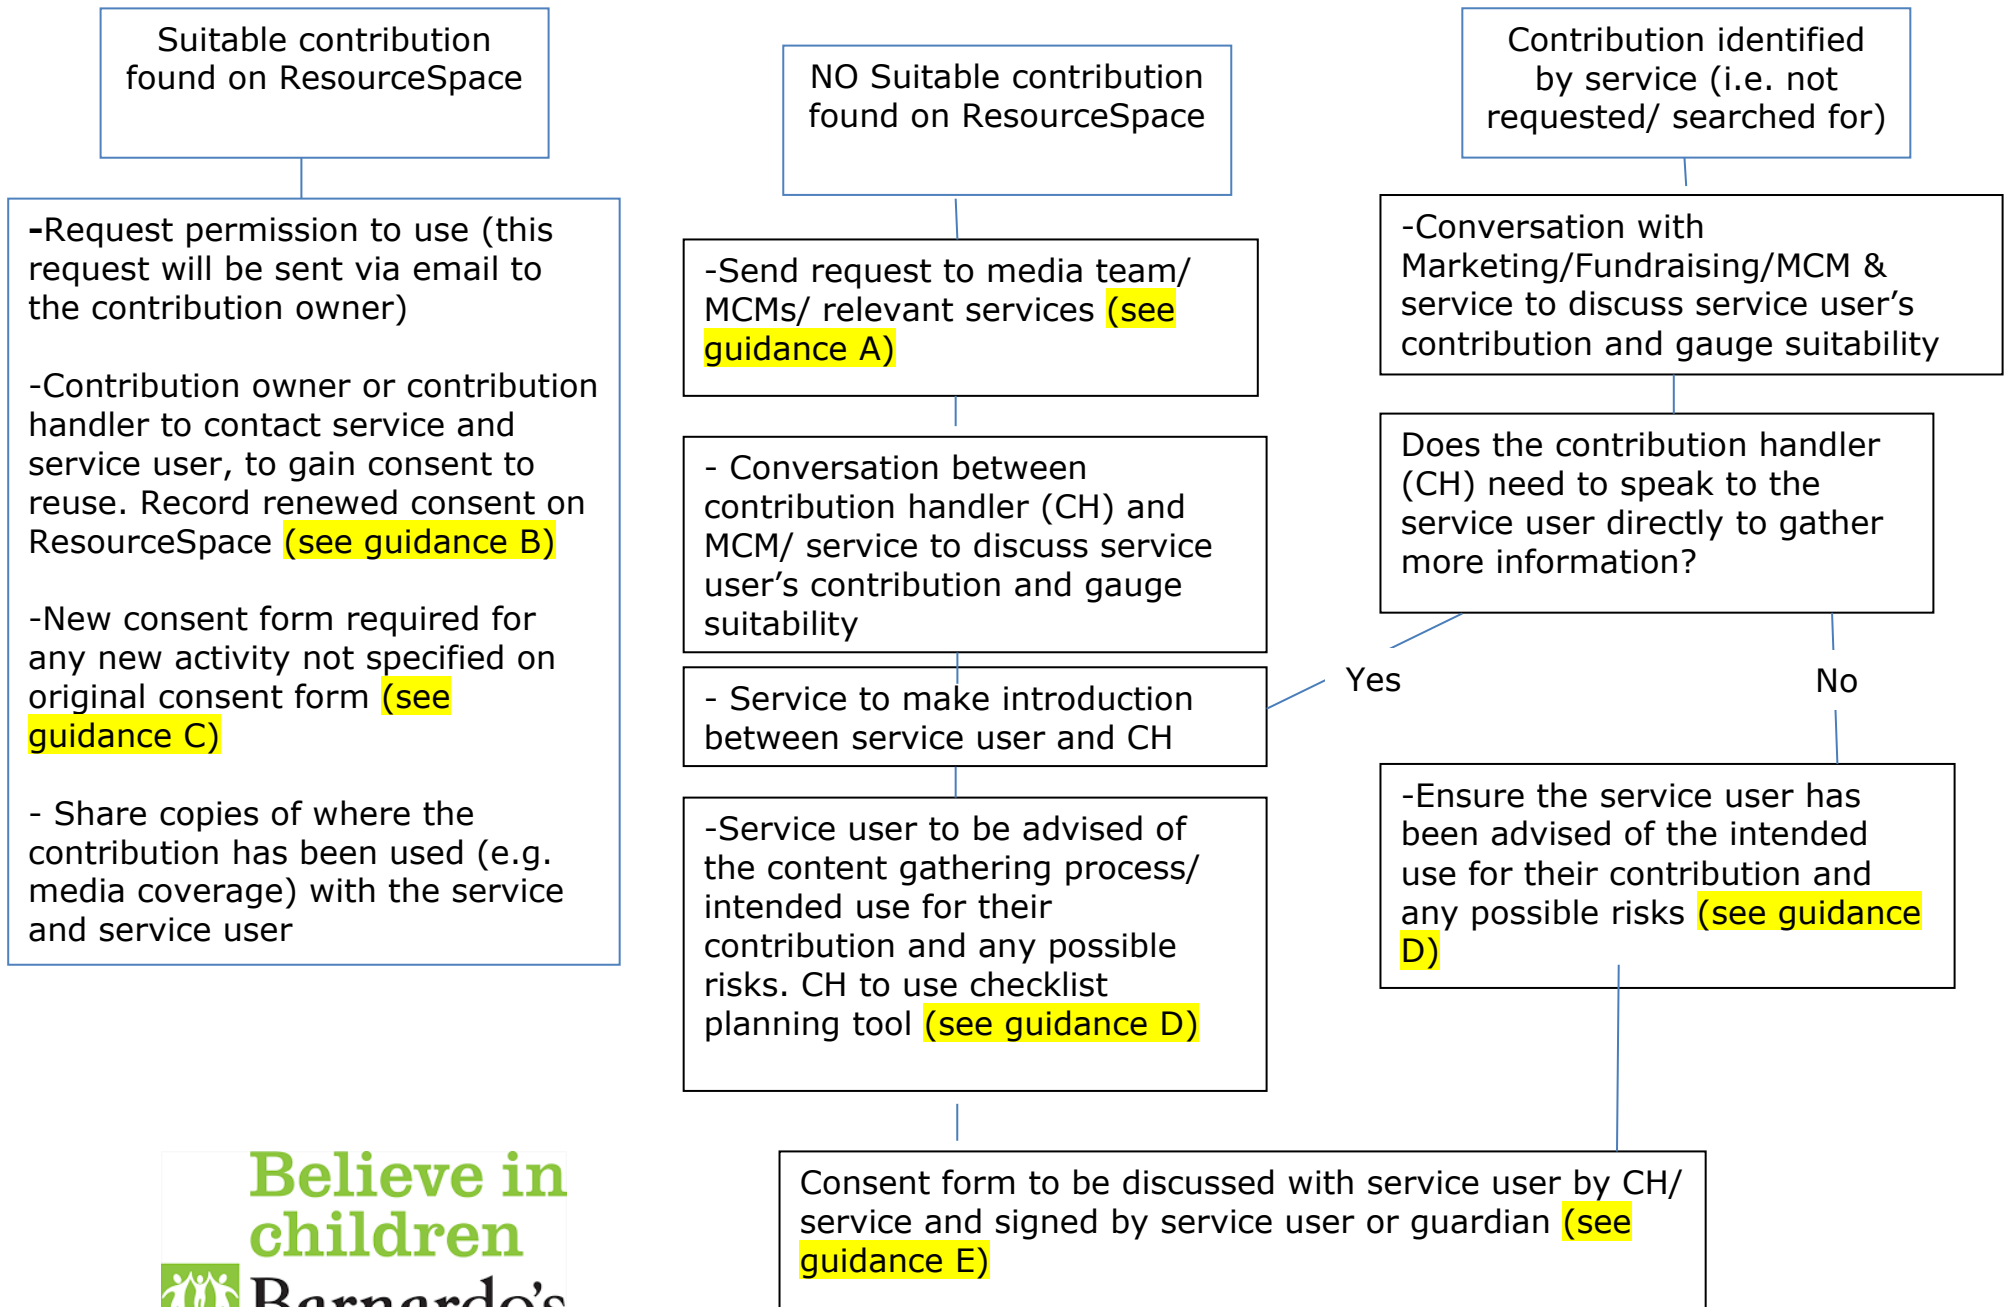 Suitable contribution
found on ResourceSpace
-Request permission to use (this
request will be sent via email to
the contribution owner)
-Contribution owner or contribution
handler to contact service and
service user, to gain consent to
reuse. Record renewed consent on
ResourceSpace (see guidance B)
-New consent form required for
any new activity not specified on
original consent form (see
guidance C)
- Share copies of where the
contribution has been used (e.g.
media coverage) with the service
and service user
NO Suitable contribution
found on ResourceSpace
-Send request to media team/
MCMs/ relevant services (see
guidance A)
- Conversation between
contribution handler (CH) and
MCM/ service to discuss service
user’s contribution and gauge
suitability
- Service to make introduction
between service user and CH
-Service user to be advised of
the content gathering process/
intended use for their
contribution and any possible
risks. CH to use checklist
planning tool (see guidance D)
Contribution identified
by service (i.e. not
requested/ searched for)
-Conversation with
Marketing/Fundraising/MCM &
service to discuss service user’s
contribution and gauge suitability
Does the contribution handler
(CH) need to speak to the
service user directly to gather
more information?
Yes
No
-Ensure the service user has
been advised of the intended
use for their contribution and
any possible risks (see guidance
D)
Consent form to be discussed with service user by CH/
service and signed by service user or guardian (see
guidance E)
Believe in
children
Barnardo’s